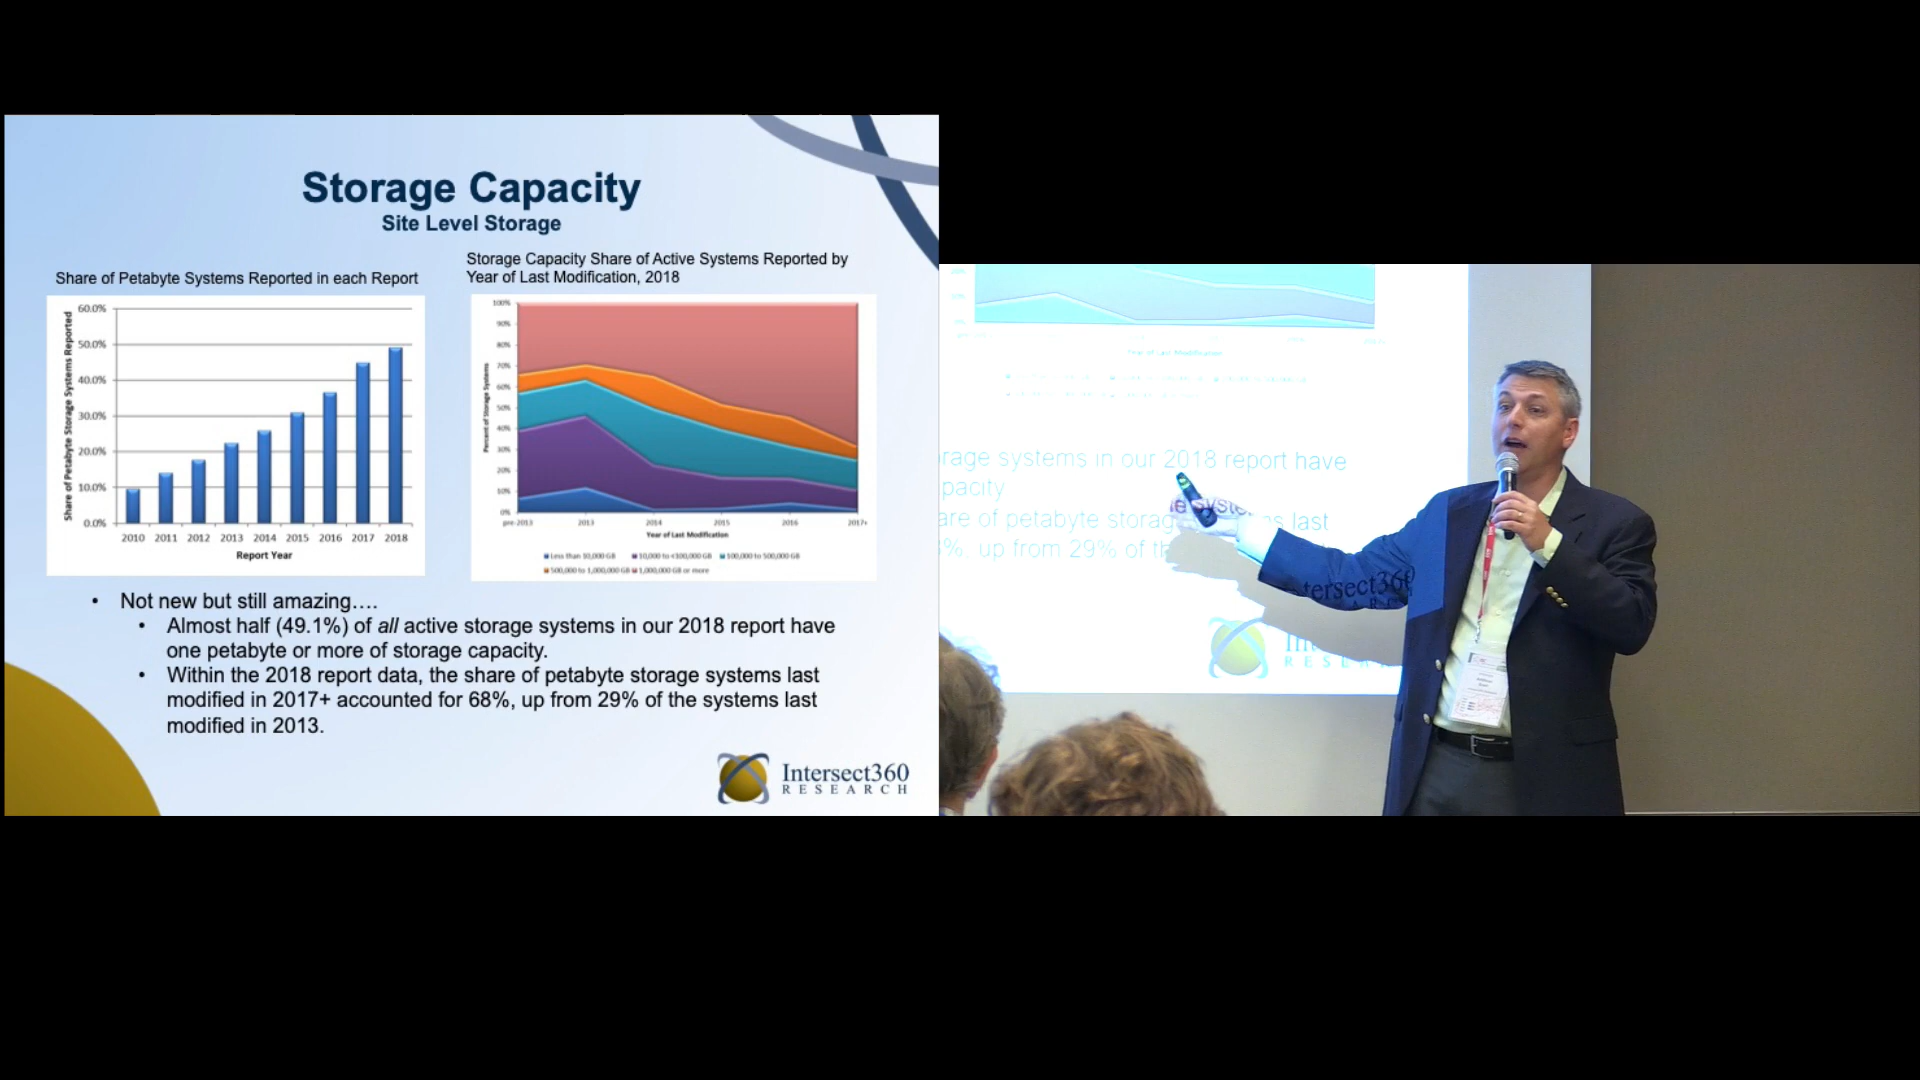 Storage Capacity
Site Level Storage
Share of Petabyte Systems Reported in each Report
Share of Petabyte Storage Systems Reported
60.0%
50.0%
40.0%
30.0%
20.0%
10.0%
0.0%
2010 2011 2012 2013 2014 2015 2016 2017 2018
Report Year
Storage Capacity Share of Active Systems Reported by
Year of Last Modification, 2018
Percent of Storage Systems
100%
90%
80%
70%
60%
50%
40%
30%
20%
10%
0%
pre-2013 2013 2014 2015 2016 2017+
Year of Last Modification
Less than 10,000 GB 10,000 to <100,000 GB 100,000 to 500,000 GB
500,000 to 1,000,000 GB 1,000,000 GB or more
• Not new but still amazing….
• Almost half (49.1%) of all active storage systems in our 2018 report have
one petabyte or more of storage capacity.
• Within the 2018 report data, the share of petabyte storage systems last
modified in 2017+ accounted for 68%, up from 29% of the systems last
modified in 2013.
Intersect360
RESEARCH
Year of Last Modification
rage systems in our 2018 report have
pacity
are of petabyte storag e systems last
%, up from 29% of th
tersect360
RESEAR